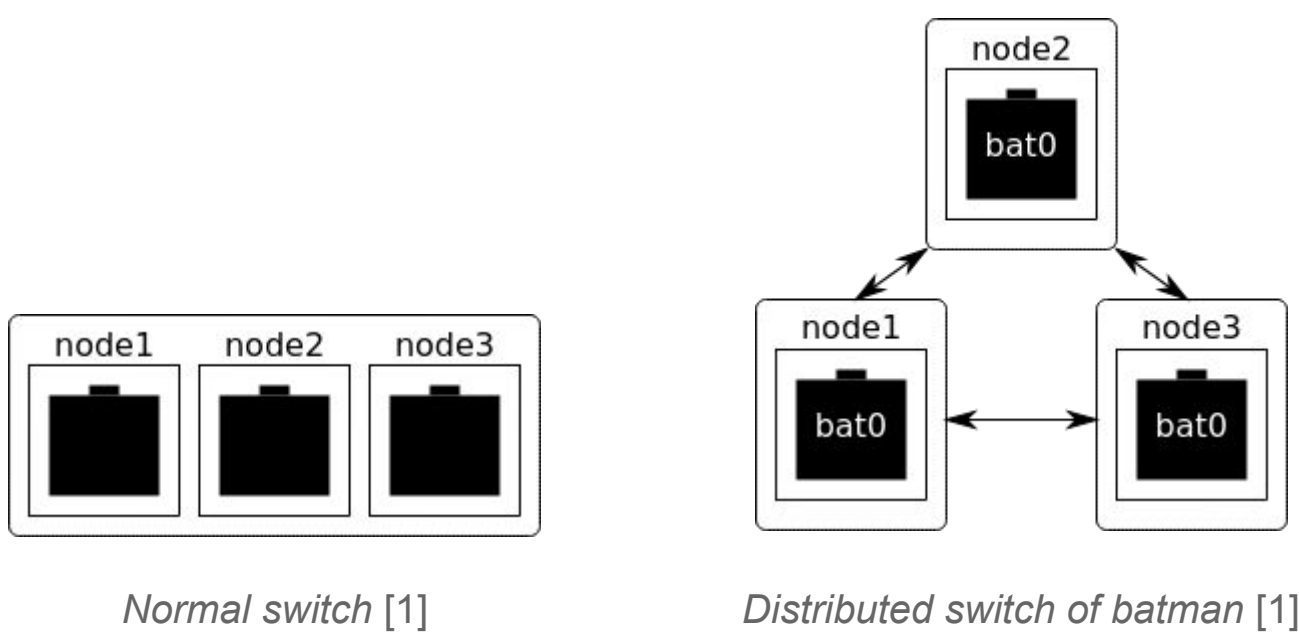 node1 node2 node3
Normal switch [1]
node2
bat0
node1
bat0
node3
bat0
Distributed switch of batman [1]